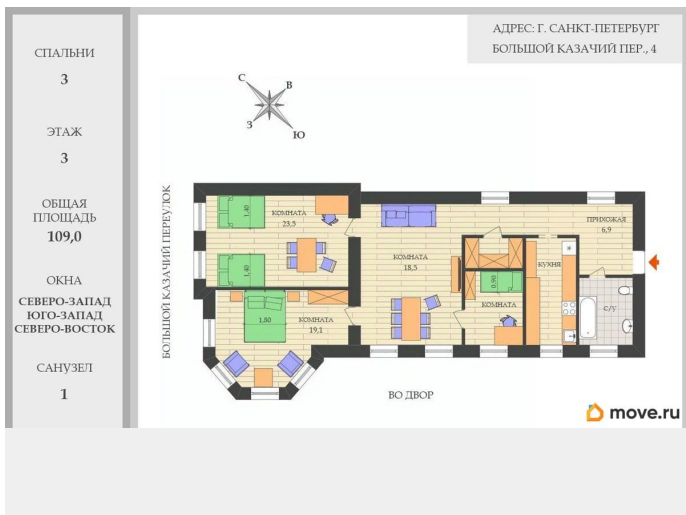 СПАЛЬНИ
3
ЭТАЖ
3
ОБЩАЯ
ПЛОЩАДЬ
109,0
ОКНА
СЕВЕРО-ЗАПАД
ЮГО-ЗАПАД
СЕВЕРО-ВОСТОК
САНУЗЕЛ
1
АДРЕС: Г. САНКТ-ПЕТЕРБУРГ
БОЛЬШОЙ КАЗАЧИЙ ПЕР., 4
С
В
З
Ю
БОЛЬШОЙ КАЗАЧИЙ ПЕРЕУЛОК
1,40
КОМНАТА
23,5
1,40
КОМНАТА
18,5
ПРИХОЖАЯ
6,9
КУХНЯ
0,90
КОМНАТА
С/У
1,80
КОМНАТА
19,1
ВО ДВОР
move.ru